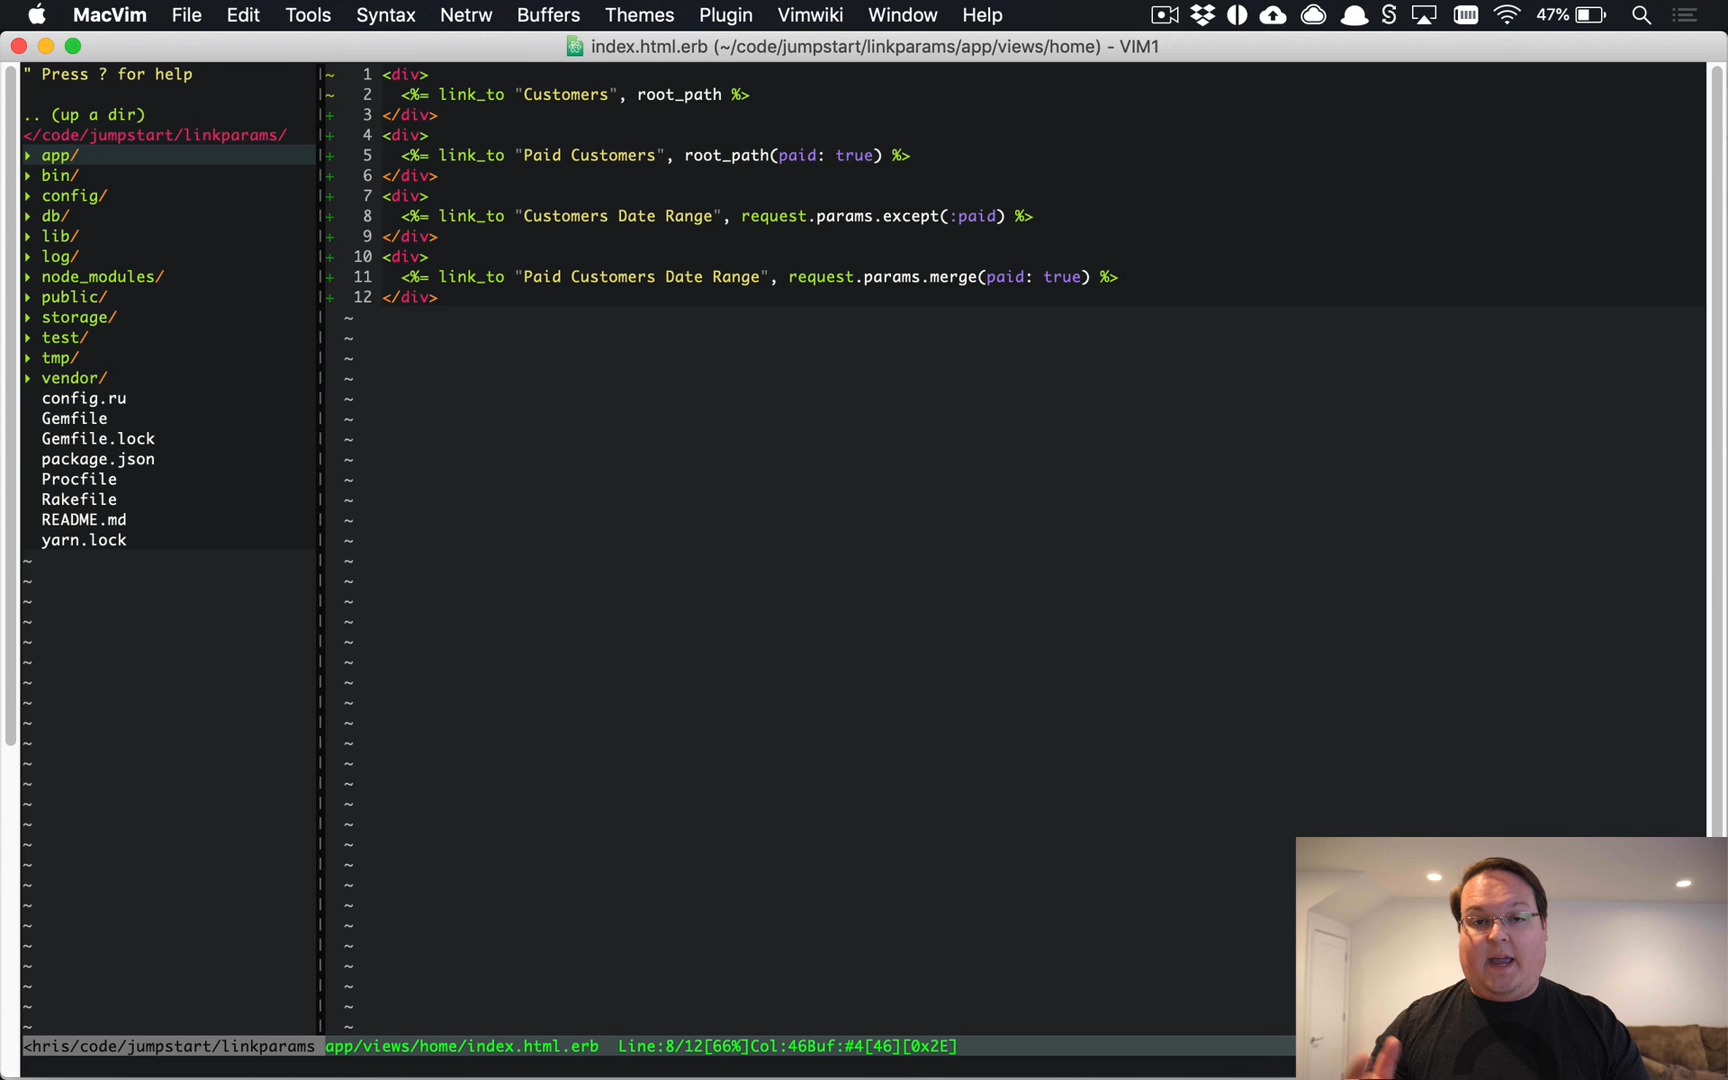 MacVim File Edit Tools Syntax Netrw Buffers Themes Plugin Vimwiki Window Help 47%
index.html.erb (~/code/jumpstart/linkparams/app/views/home) - VIM1
" Press ? for help
.. (up a dir)
</code/jumpstart/linkparams/
▸ app/
▸ bin/
▸ config/
▸ db/
▸ lib/
▸ log/
▸ node_modules/
▸ public/
▸ storage/
▸ test/
▸ tmp/
▸ vendor/
config.ru
Gemfile
Gemfile.lock
package.json
Procfile
Rakefile
README.md
yarn.lock
~ 1 <div>
~ 2 <%= link_to "Customers", root_path %>
+ 3 </div>
+ 4 <div>
+ 5 <%= link_to "Paid Customers", root_path(paid: true) %>
+ 6 </div>
+ 7 <div>
+ 8 <%= link_to "Customers Date Range", request.params.except(:paid) %>
+ 9 </div>
+ 10 <div>
+ 11 <%= link_to "Paid Customers Date Range", request.params.merge(paid: true) %>
+ 12 </div>
<hris/code/jumpstart/linkparams app/views/home/index.html.erb Line:8/12[66%]Col:46Buf:#4[46][0x2E]